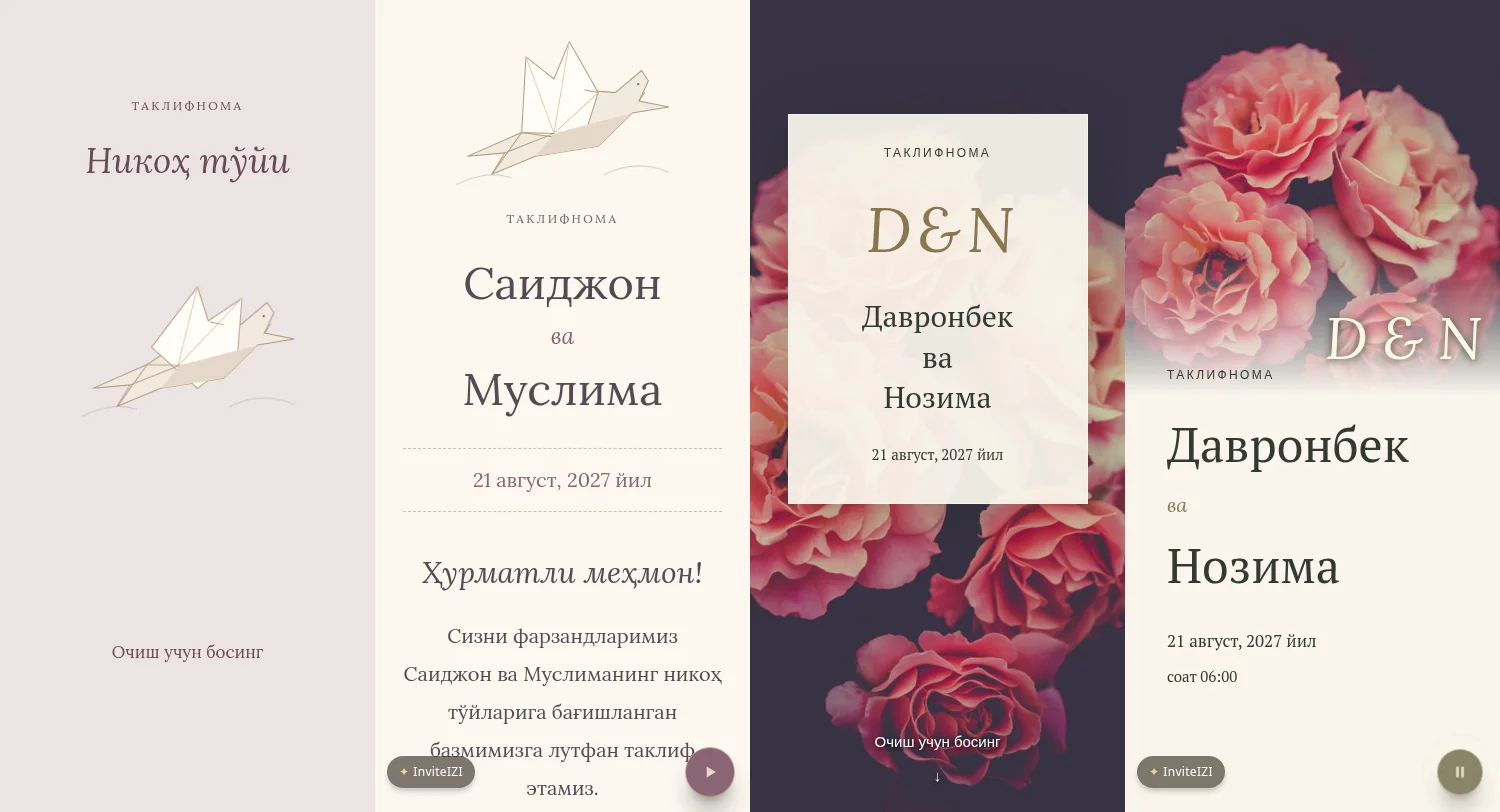 ТАКЛИФНОМА
Никоҳ тўйи
Очиш учун босинг
ТАКЛИФНОМА
Саиджон
ва
Муслима
21 август, 2027 йил
Ҳурматли меҳмон!
Сизни фарзандларимиз
Саиджон ва Муслиманинг никоҳ
тўйларига бағишланган
базмимизга лутфан таклиф
этамиз.
✦ InviteIZI
ТАКЛИФНОМА
D&N
Давронбек
ва
Нозима
21 август, 2027 йил
Очиш учун босинг
↓
D & N
ТАКЛИФНОМА
Давронбек
ва
Нозима
21 август, 2027 йил
соат 06:00
✦ InviteIZI